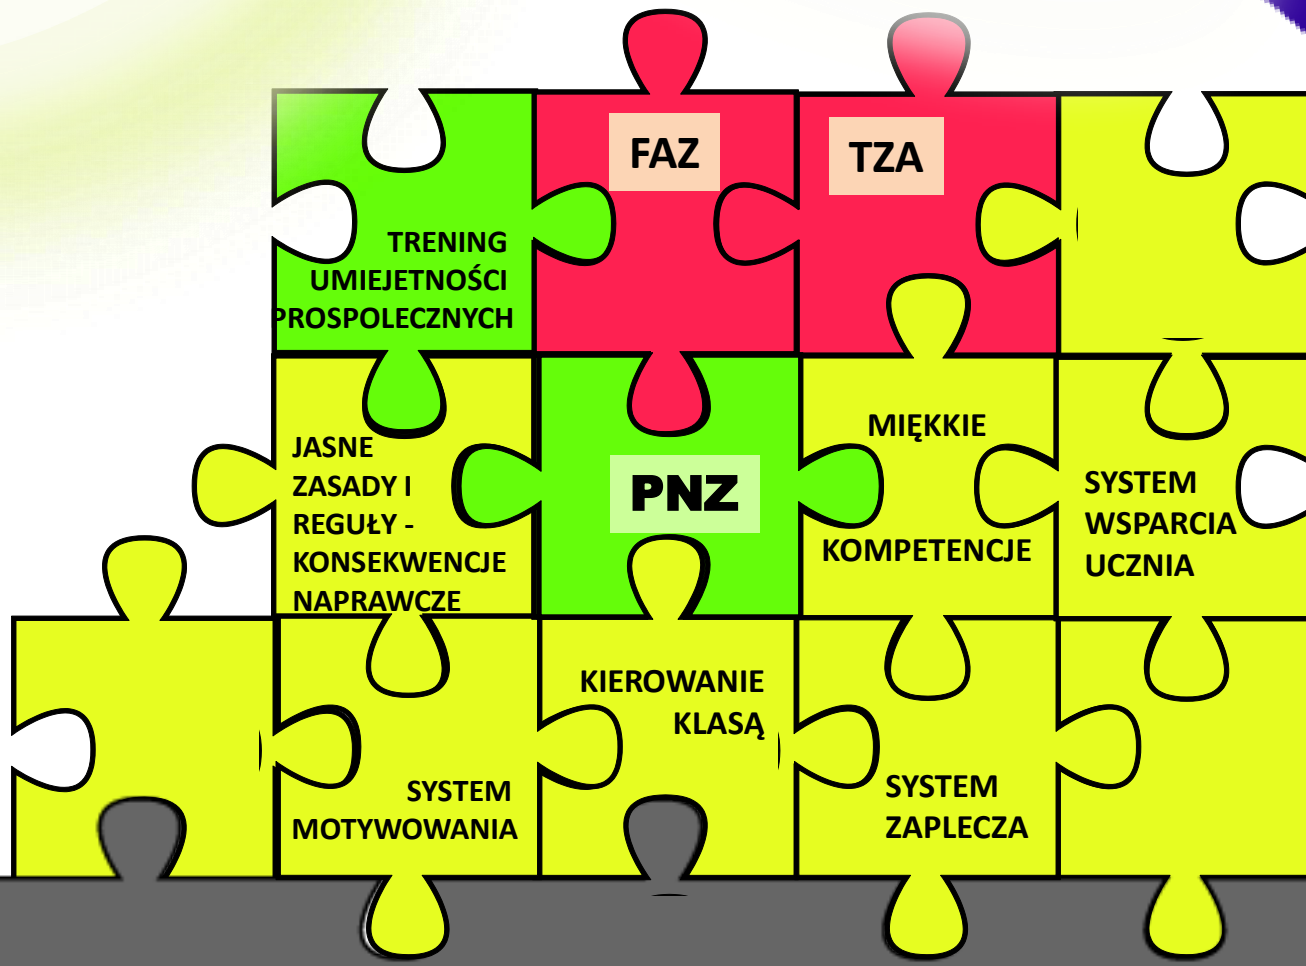 FAZ
TZA
TRENING
UMIEJETNOŚCI
PROSPOLECZNYCH
JASNE
ZASADY I
REGUŁY -
KONSEKWENCJE
NAPRAWCZE
PNZ
MIĘKKIE
KOMPETENCJE
SYSTEM
WSPARCIA
UCZNIA
SYSTEM
MOTYWOWANIA
KIEROWANIE
KLASĄ
SYSTEM
ZAPLECZA